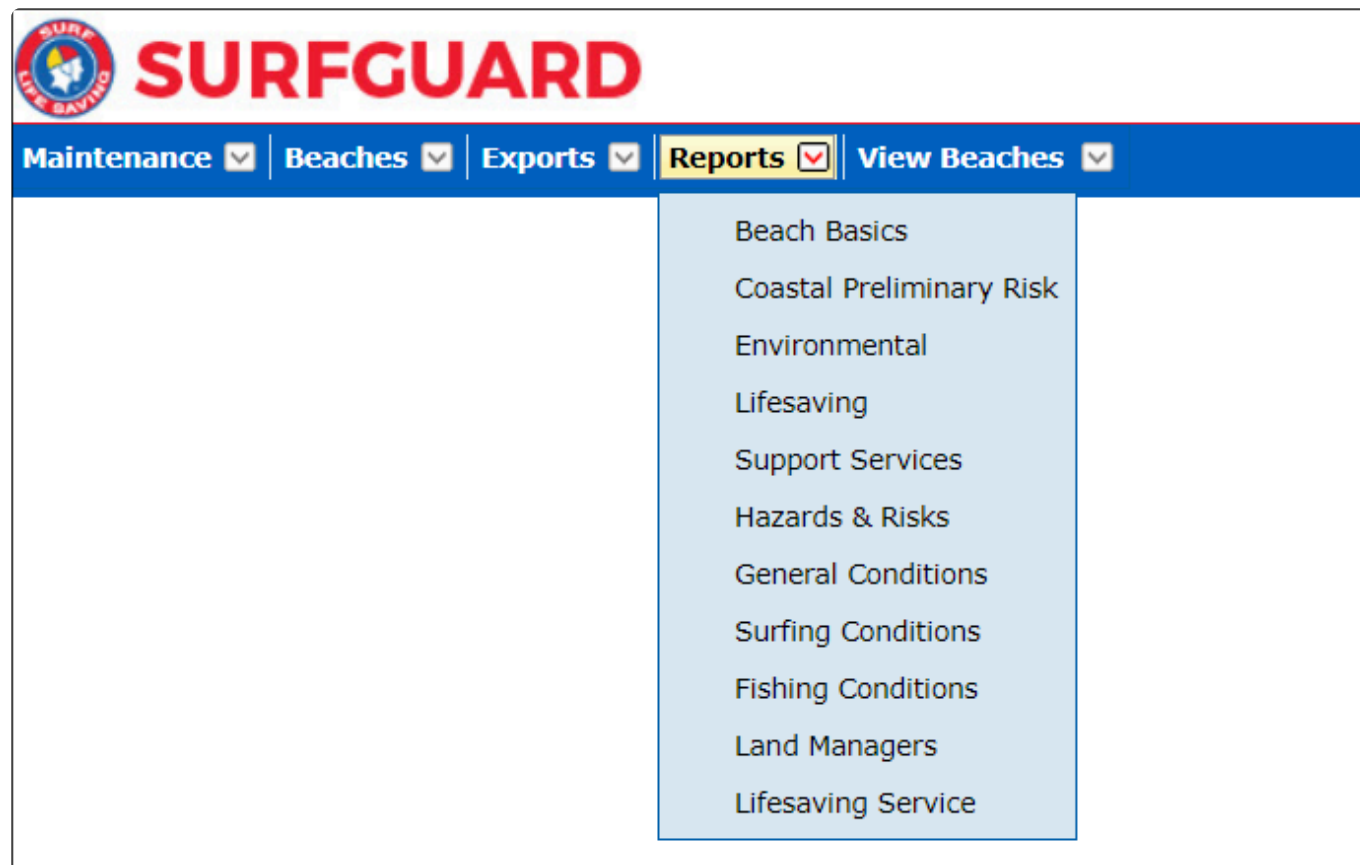 SURF
LIFE SAVING
SURFGUARD
Maintenance Beaches Exports Reports View Beaches
Beach Basics
Coastal Preliminary Risk
Environmental
Lifesaving
Support Services
Hazards & Risks
General Conditions
Surfing Conditions
Fishing Conditions
Land Managers
Lifesaving Service